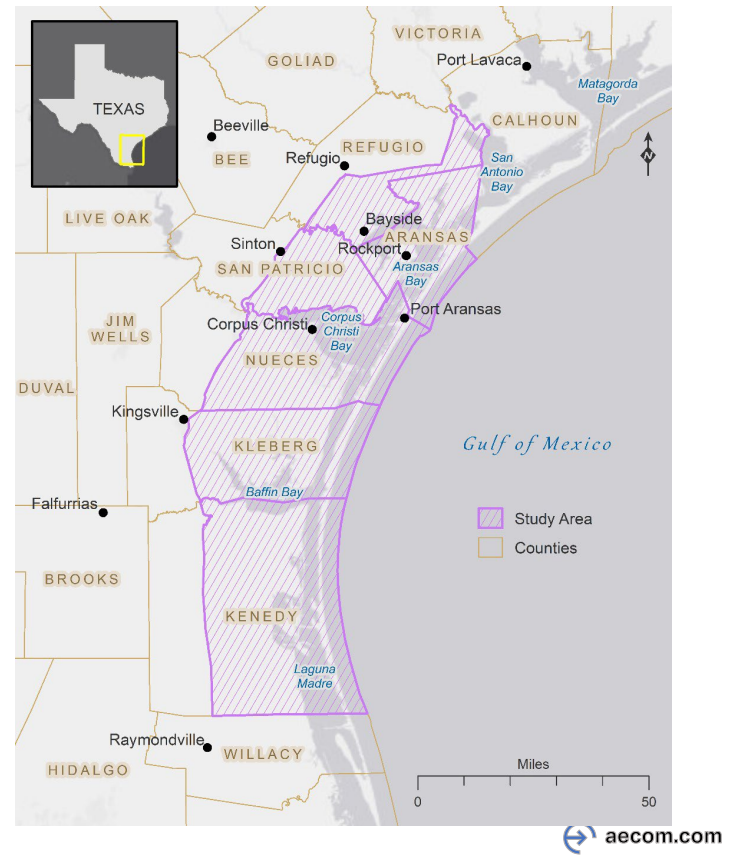 VICTORIA
GOLIAD
Port Lavaca
Matagorda
Bay
TEXAS
CALHOUN
Beeville
BEE
REFUGIO
Refugio
San
Antonio
Bay
LIVE OAK
Bayside
ARANSAS
Sinton
Rockport
SAN PATRICIO
Aransas
Bay
Port Aransas
JIM
WELLS
Corpus Christi
Corpus
Christi
Bay
NUECES
DUVAL
Kingsville
KLEBERG
Gulf of Mexico
Baffin Bay
Falfurrias
Study Area
Counties
BROOKS
KENEDY
Laguna
Madre
Raymondville
WILLACY
HIDALGO
Miles
0
50
N
aecom.com